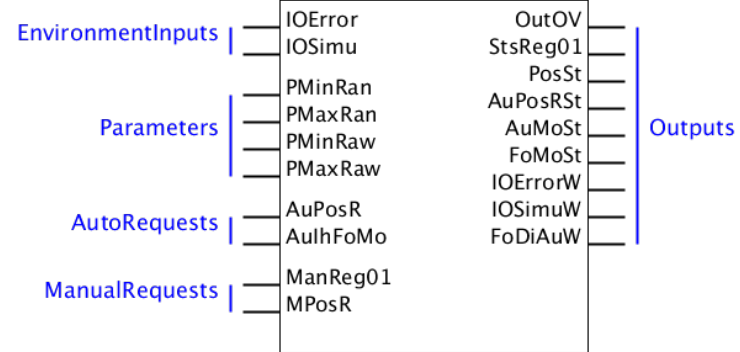 EnvironmentInputs
IOError
IOSimu
Parameters
PMinRan
PMaxRan
PMinRaw
PMaxRaw
AutoRequests
AuPosR
AuIhFoMo
ManualRequests
ManReg01
MPosR
OutOV
StsReg01
PosSt
AuPosRSt
AuMoSt
FoMoSt
IOErrorW
IOSimuW
FoDiAuW
Outputs